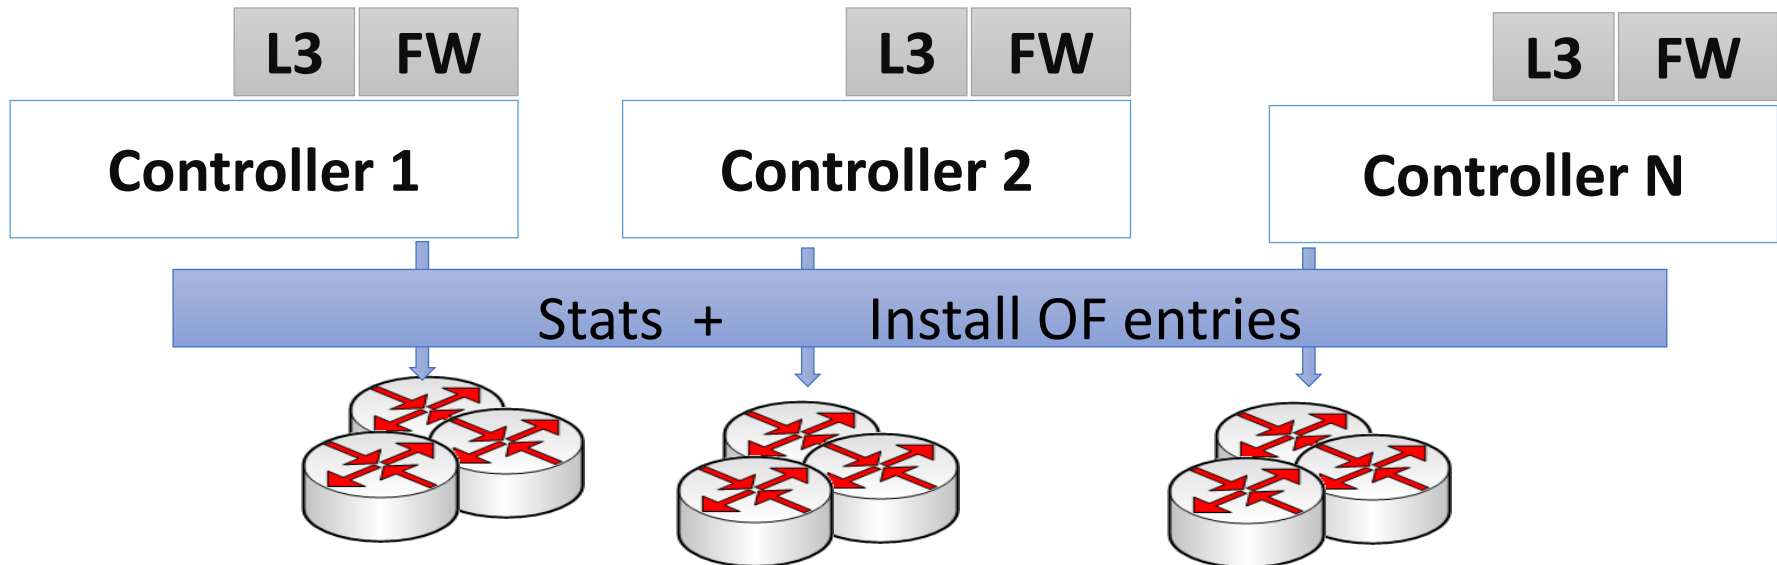 L3 FW L3 FW L3 FW
Controller 1 Controller 2 Controller N
Stats + Install OF entries